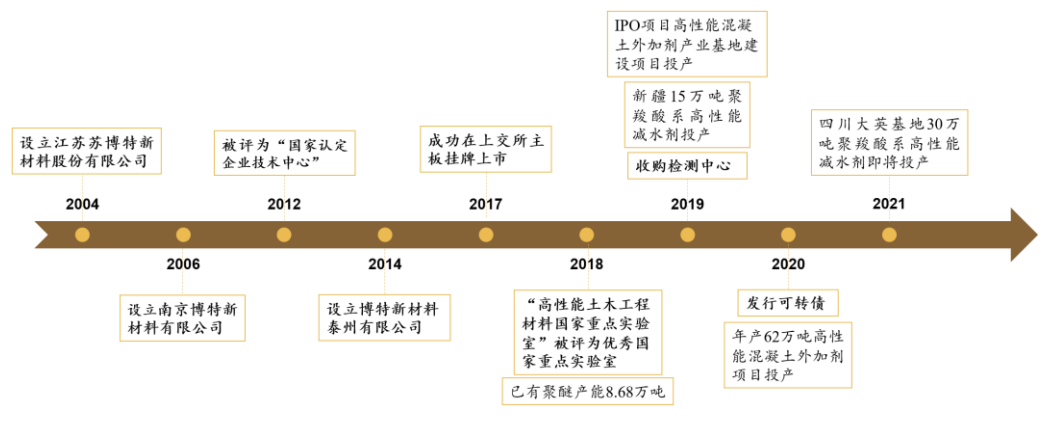 IPO项目高性能混凝
土外加剂产业基地建
设项目投产
新疆15万吨聚
羧酸系高性能
减水剂投产
收购检测中心
设立江苏苏博特新
材料股份有限公司
被评为“国家认定
企业技术中心”
成功在上交所主
板挂牌上市
四川大英基地30万
吨聚羧酸系高性能
减水剂即将投产
2004
2012
2017
2019
2021
2006
2014
2018
2020
设立南京博特新
材料有限公司
设立博特新材料
泰州有限公司
“高性能土木工程
材料国家重点实验
室”被评为优秀国
家重点实验室
已有聚醚产能8.68万吨
发行可转债
年产62万吨高性
能混凝土外加剂
项目投产